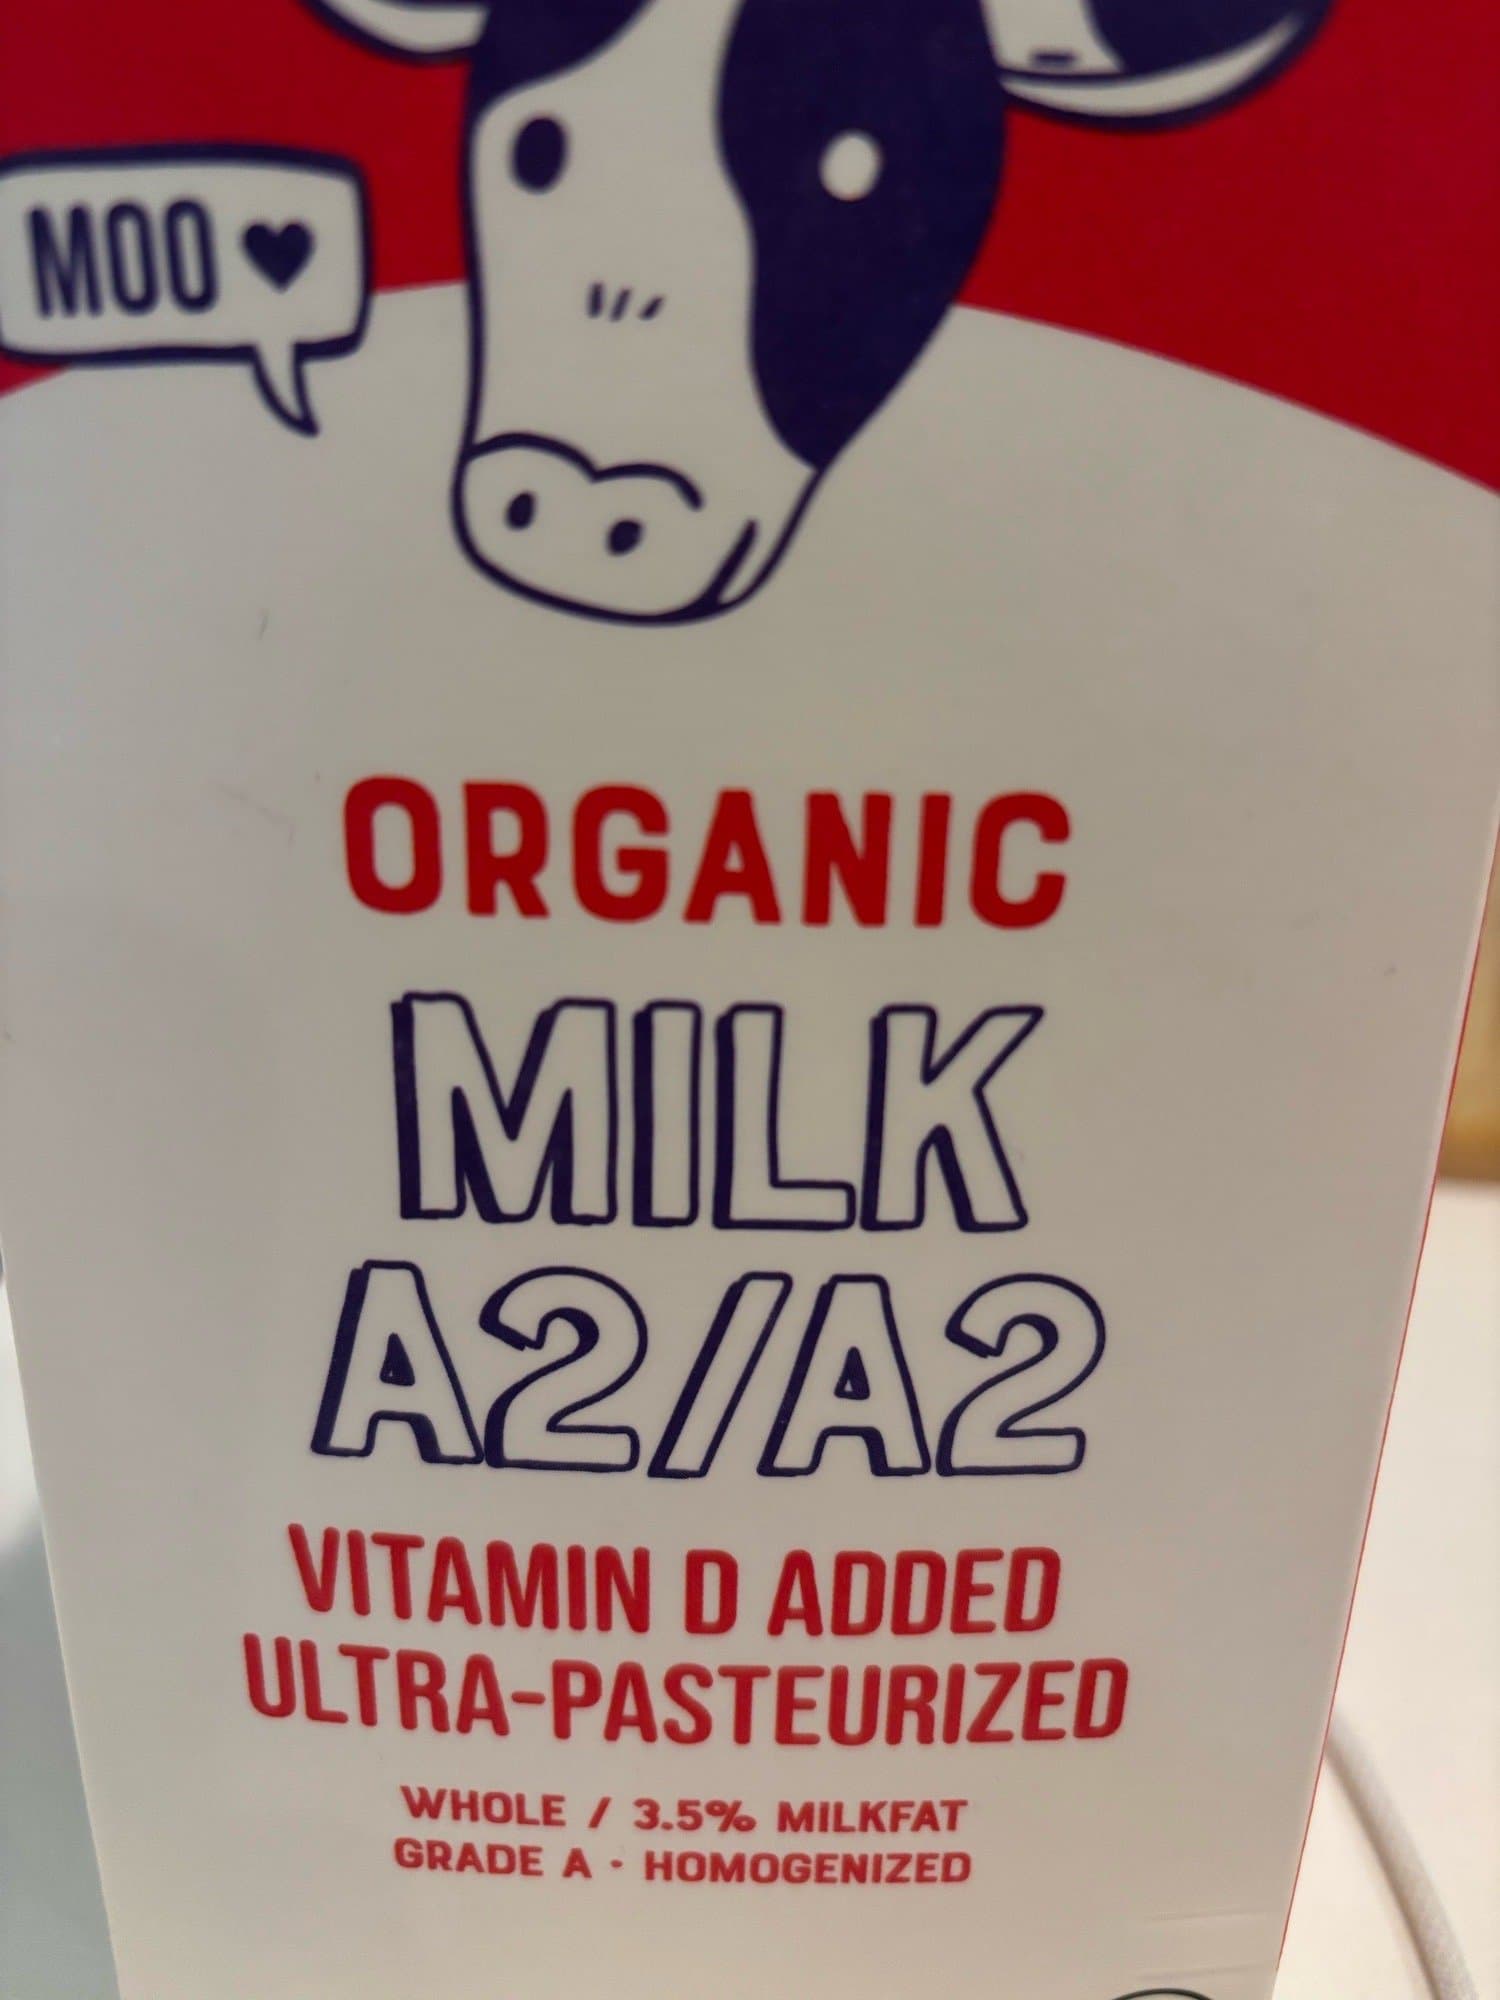 MOO ♥
ORGANIC
MILK
A2/A2
VITAMIN D ADDED
ULTRA-PASTEURIZED
WHOLE / 3.5% MILKFAT
GRADE A · HOMOGENIZED